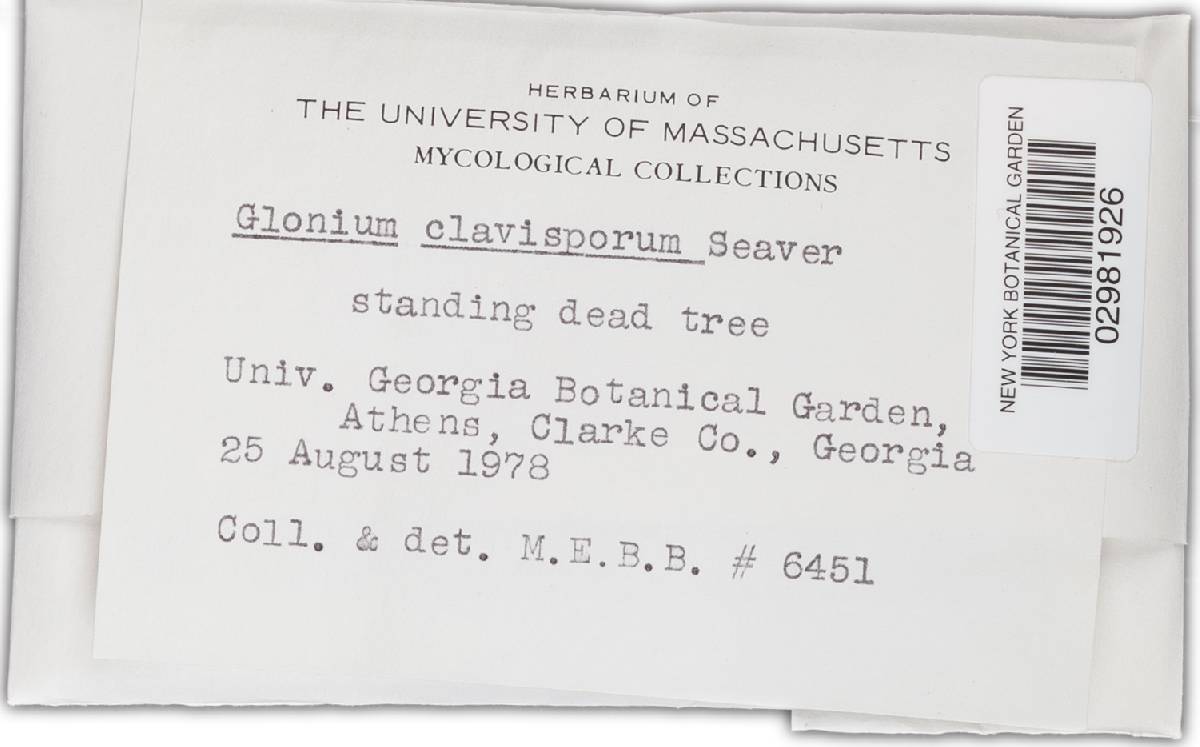 HERBARIUM OF
THE UNIVERSITY OF MASSACHUSETTS
MYCOLOGICAL COLLECTIONS
Glonium clavisporum Seaver
standing dead tree
Univ. Georgia Botanical Garden,
Athens, Clarke Co., Georgia
25 August 1978
Coll. & det. M.E.B.B. # 6451
NEW YORK BOTANICAL GARDEN
02981926